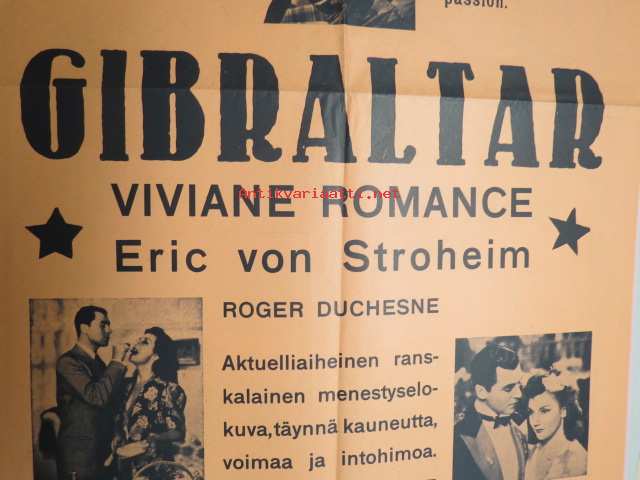 passion.
GIBRALTAR
Antikvariaatti.net
VIVIANE ROMANCE
Eric von Stroheim
ROGER DUCHESNE
Aktuelliaiheinen rans-
kalainen menestyselo-
kuva, täynnä kauneutta,
voimaa ja intohimoa.